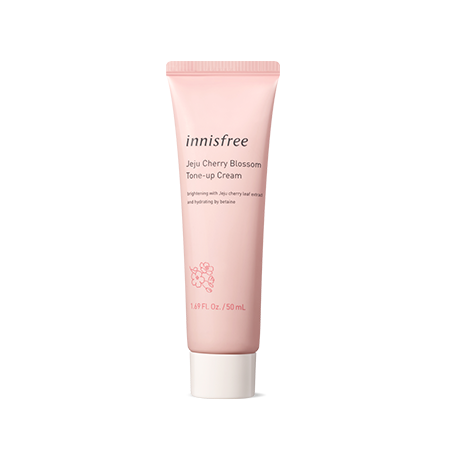 innisfree
Jeju Cherry Blossom
Tone-up Cream
brightening with Jeju cherry leaf extract
and hydrating by betaine
1.69 Fl. Oz. / 50 mL